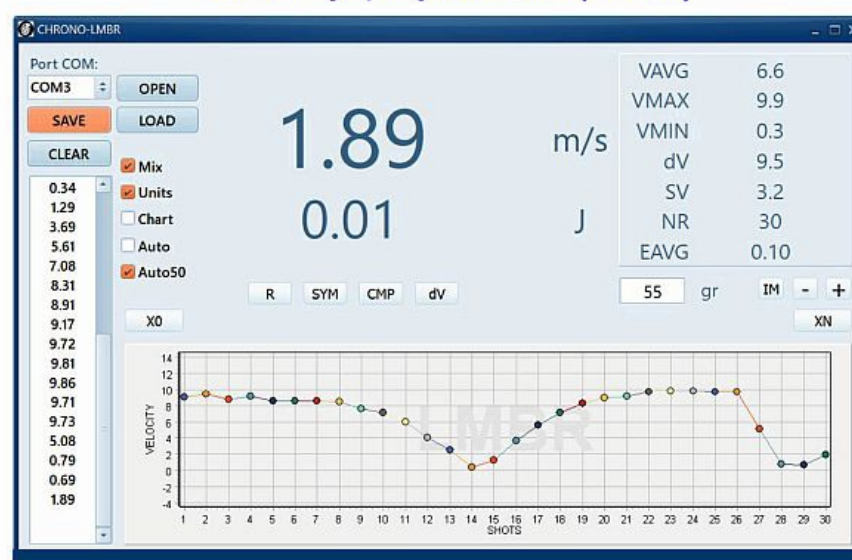 CHRONO-LMBR
Port COM:
COM3
OPEN
SAVE
LOAD
CLEAR
Mix
Units
Chart
Auto
Auto50
0.34
1.29
3.69
5.61
7.08
8.31
8.91
9.17
9.72
9.81
9.86
9.71
9.73
5.08
0.79
0.69
1.89
1.89 m/s
0.01 J
VAVG 6.6
VMAX 9.9
VMIN 0.3
dV 9.5
SV 3.2
NR 30
EAVG 0.10
R SYM CMP dV
55 gr IM - +
X0
XN
LMBR
VELOCITY
14
12
10
8
6
4
2
0
-2
-4
1 2 3 4 5 6 7 8 9 10 11 12 13 14 15 16 17 18 19 20 21 22 23 24 25 26 27 28 29 30
SHOTS